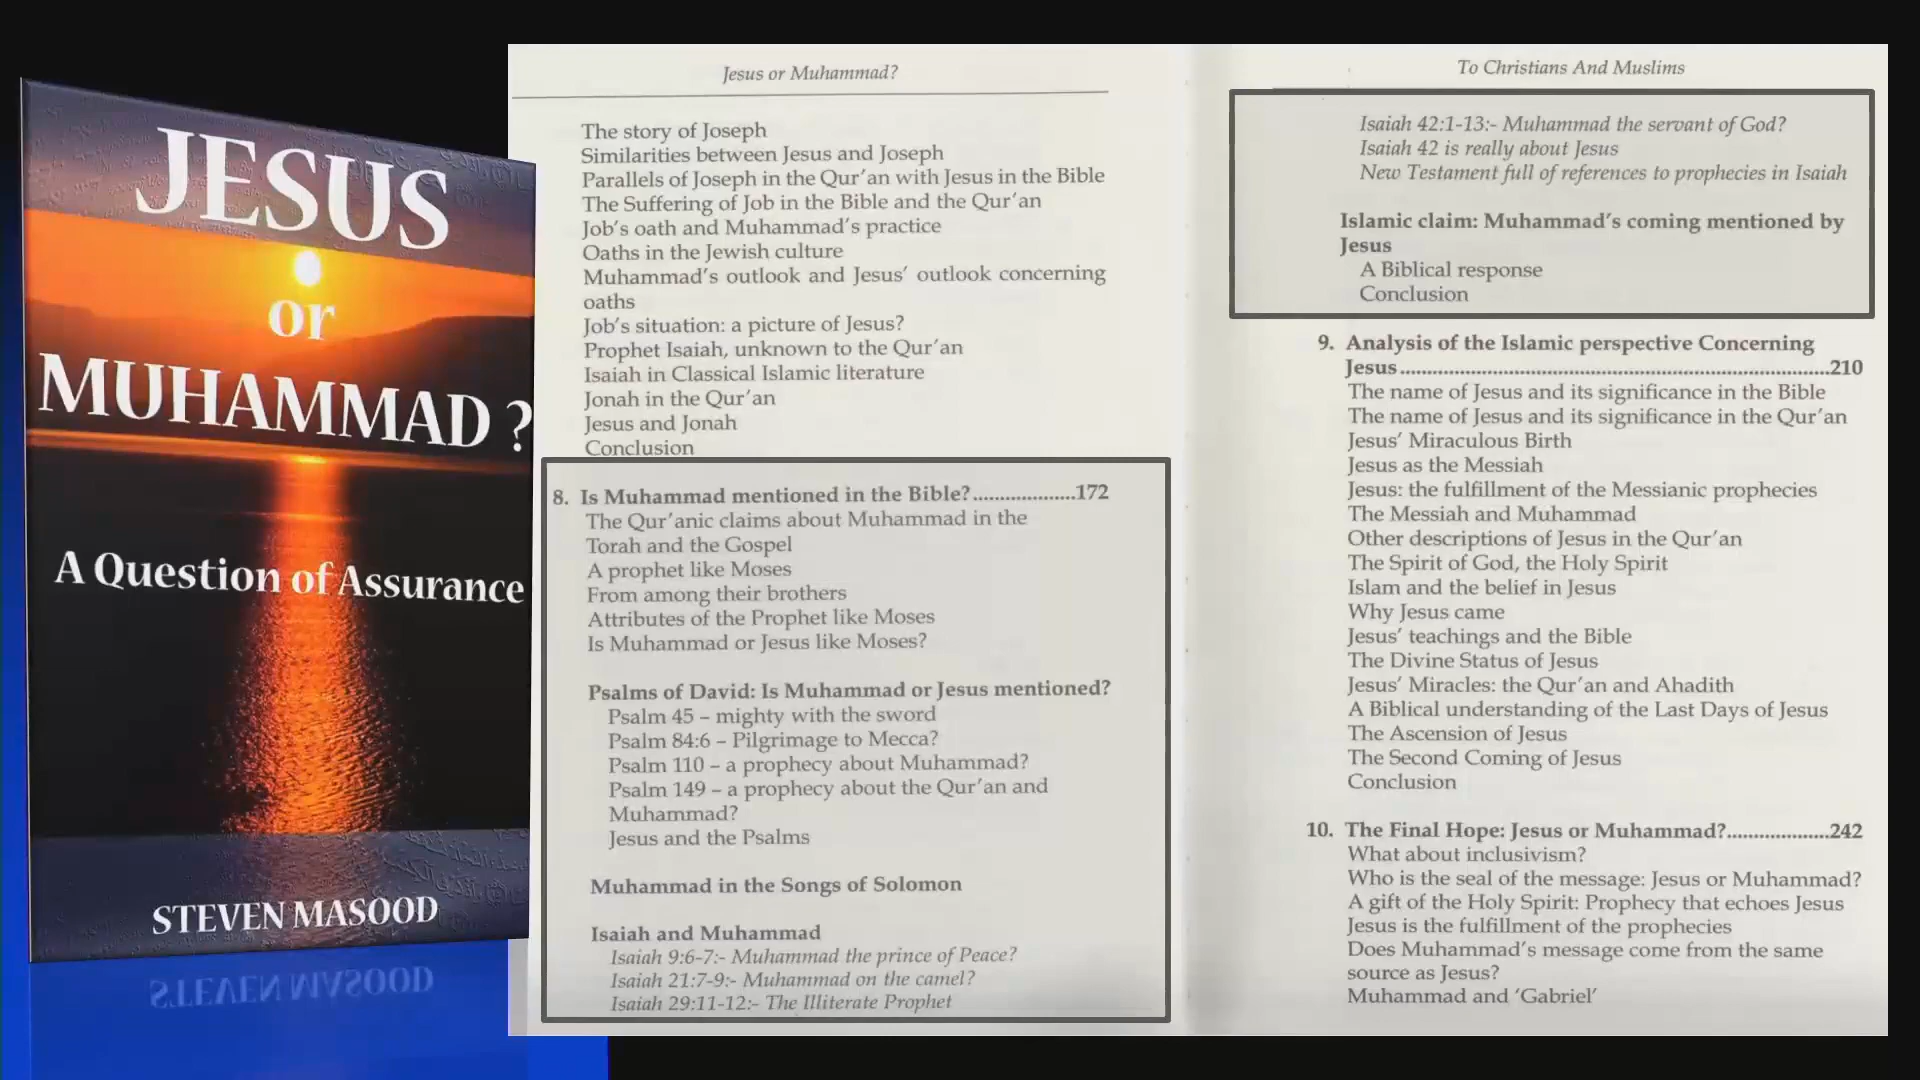 JESUS
or
MUHAMMAD ?
A Question of Assurance
STEVEN MASOOD
STEVEN MASOOD
Jesus or Muhammad?
The story of Joseph
Similarities between Jesus and Joseph
Parallels of Joseph in the Qur'an with Jesus in the Bible
The Suffering of Job in the Bible and the Qur'an
Job's oath and Muhammad's practice
Oaths in the Jewish culture
Muhammad's outlook and Jesus' outlook concerning
oaths
Job's situation: a picture of Jesus?
Prophet Isaiah, unknown to the Qur'an
Isaiah in Classical Islamic literature
Jonah in the Qur'an
Jesus and Jonah
Conclusion
8. Is Muhammad mentioned in the Bible?...................172
The Qur'anic claims about Muhammad in the
Torah and the Gospel
A prophet like Moses
From among their brothers
Attributes of the Prophet like Moses
Is Muhammad or Jesus like Moses?
Psalms of David: Is Muhammad or Jesus mentioned?
Psalm 45 – mighty with the sword
Psalm 84:6 – Pilgrimage to Mecca?
Psalm 110 – a prophecy about Muhammad?
Psalm 149 – a prophecy about the Qur'an and
Muhammad?
Jesus and the Psalms
Muhammad in the Songs of Solomon
Isaiah and Muhammad
Isaiah 9:6-7:- Muhammad the prince of Peace?
Isaiah 21:7-9:- Muhammad on the camel?
Isaiah 29:11-12:- The Illiterate Prophet
To Christians And Muslims
Isaiah 42:1-13:- Muhammad the servant of God?
Isaiah 42 is really about Jesus
New Testament full of references to prophecies in Isaiah
Islamic claim: Muhammad's coming mentioned by
Jesus
A Biblical response
Conclusion
9. Analysis of the Islamic perspective Concerning
Jesus................................................................................210
The name of Jesus and its significance in the Bible
The name of Jesus and its significance in the Qur'an
Jesus' Miraculous Birth
Jesus as the Messiah
Jesus: the fulfillment of the Messianic prophecies
The Messiah and Muhammad
Other descriptions of Jesus in the Qur'an
The Spirit of God, the Holy Spirit
Islam and the belief in Jesus
Why Jesus came
Jesus' teachings and the Bible
The Divine Status of Jesus
Jesus' Miracles: the Qur'an and Ahadith
A Biblical understanding of the Last Days of Jesus
The Ascension of Jesus
The Second Coming of Jesus
Conclusion
10. The Final Hope: Jesus or Muhammad?...................242
What about inclusivism?
Who is the seal of the message: Jesus or Muhammad?
A gift of the Holy Spirit: Prophecy that echoes Jesus
Jesus is the fulfillment of the prophecies
Does Muhammad's message come from the same
source as Jesus?
Muhammad and 'Gabriel'